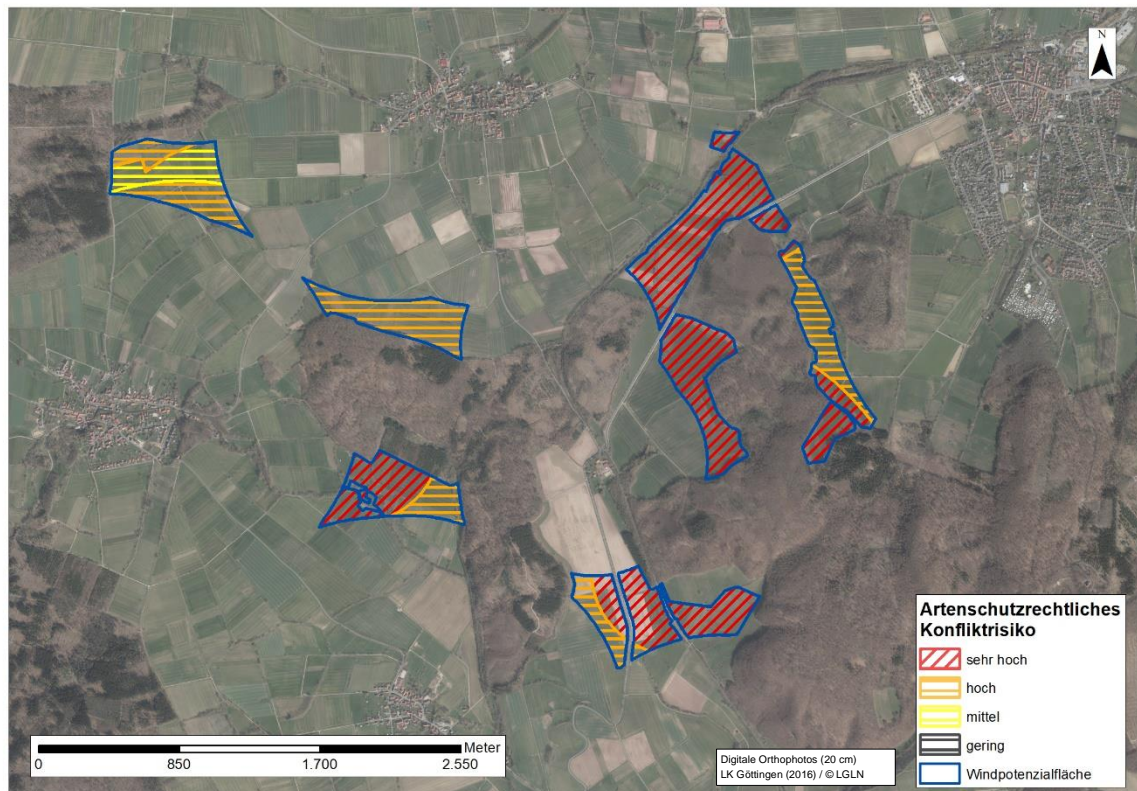 N
Artenschutzrechtliches
Konfliktrisiko
sehr hoch
hoch
mittel
gering
Windpotenzialfläche
Meter
0 850 1.700 2.550
Digitale Orthophotos (20 cm)
LK Göttingen (2016) / © LGLN